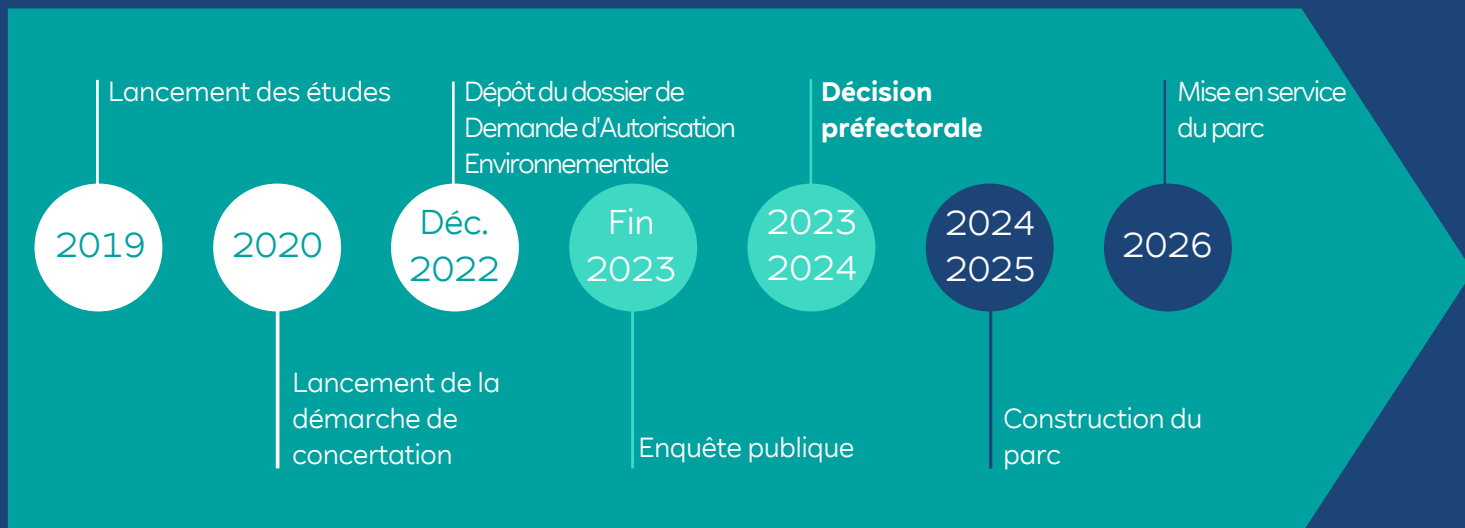 Lancement des études
2019
2020
Lancement de la
démarche de
concertation
Dépôt du dossier de
Demande d'Autorisation
Environnementale
Déc.
2022
Fin
2023
Enquête publique
Décision
préfectorale
2023
2024
2024
2025
Construction du
parc
Mise en service
du parc
2026